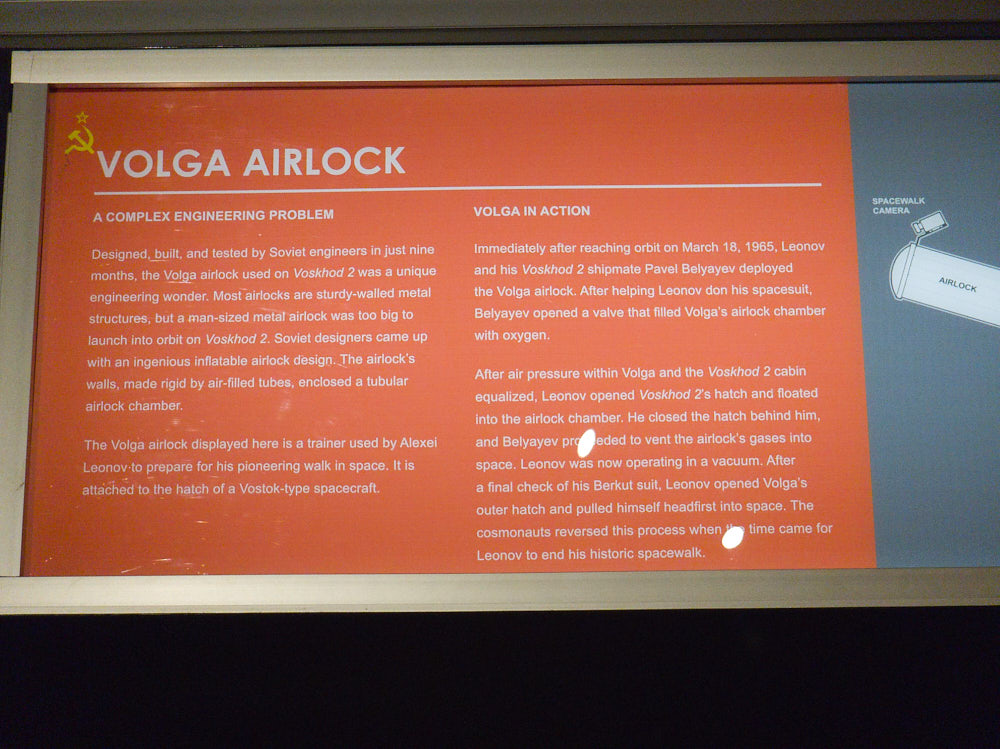 VOLGA AIRLOCK
A COMPLEX ENGINEERING PROBLEM
Designed, built, and tested by Soviet engineers in just nine
months, the Volga airlock used on Voskhod 2 was a unique
engineering wonder. Most airlocks are sturdy-walled metal
structures, but a man-sized metal airlock was too big to
launch into orbit on Voskhod 2. Soviet designers came up
with an ingenious inflatable airlock design. The airlock's
walls, made rigid by air-filled tubes, enclosed a tubular
airlock chamber.
The Volga airlock displayed here is a trainer used by Alexei
Leonov to prepare for his pioneering walk in space. It is
attached to the hatch of a Vostok-type spacecraft.
VOLGA IN ACTION
Immediately after reaching orbit on March 18, 1965, Leonov
and his Voskhod 2 shipmate Pavel Belyayev deployed
the Volga airlock. After helping Leonov don his spacesuit,
Belyayev opened a valve that filled Volga's airlock chamber
with oxygen.
After air pressure within Volga and the Voskhod 2 cabin
equalized, Leonov opened Voskhod 2's hatch and floated
into the airlock chamber. He closed the hatch behind him,
and Belyayev proceeded to vent the airlock's gases into
space. Leonov was now operating in a vacuum. After
a final check of his Berkut suit, Leonov opened Volga's
outer hatch and pulled himself headfirst into space. The
cosmonauts reversed this process when the time came for
Leonov to end his historic spacewalk.
SPACEWALK
CAMERA
AIRLOCK